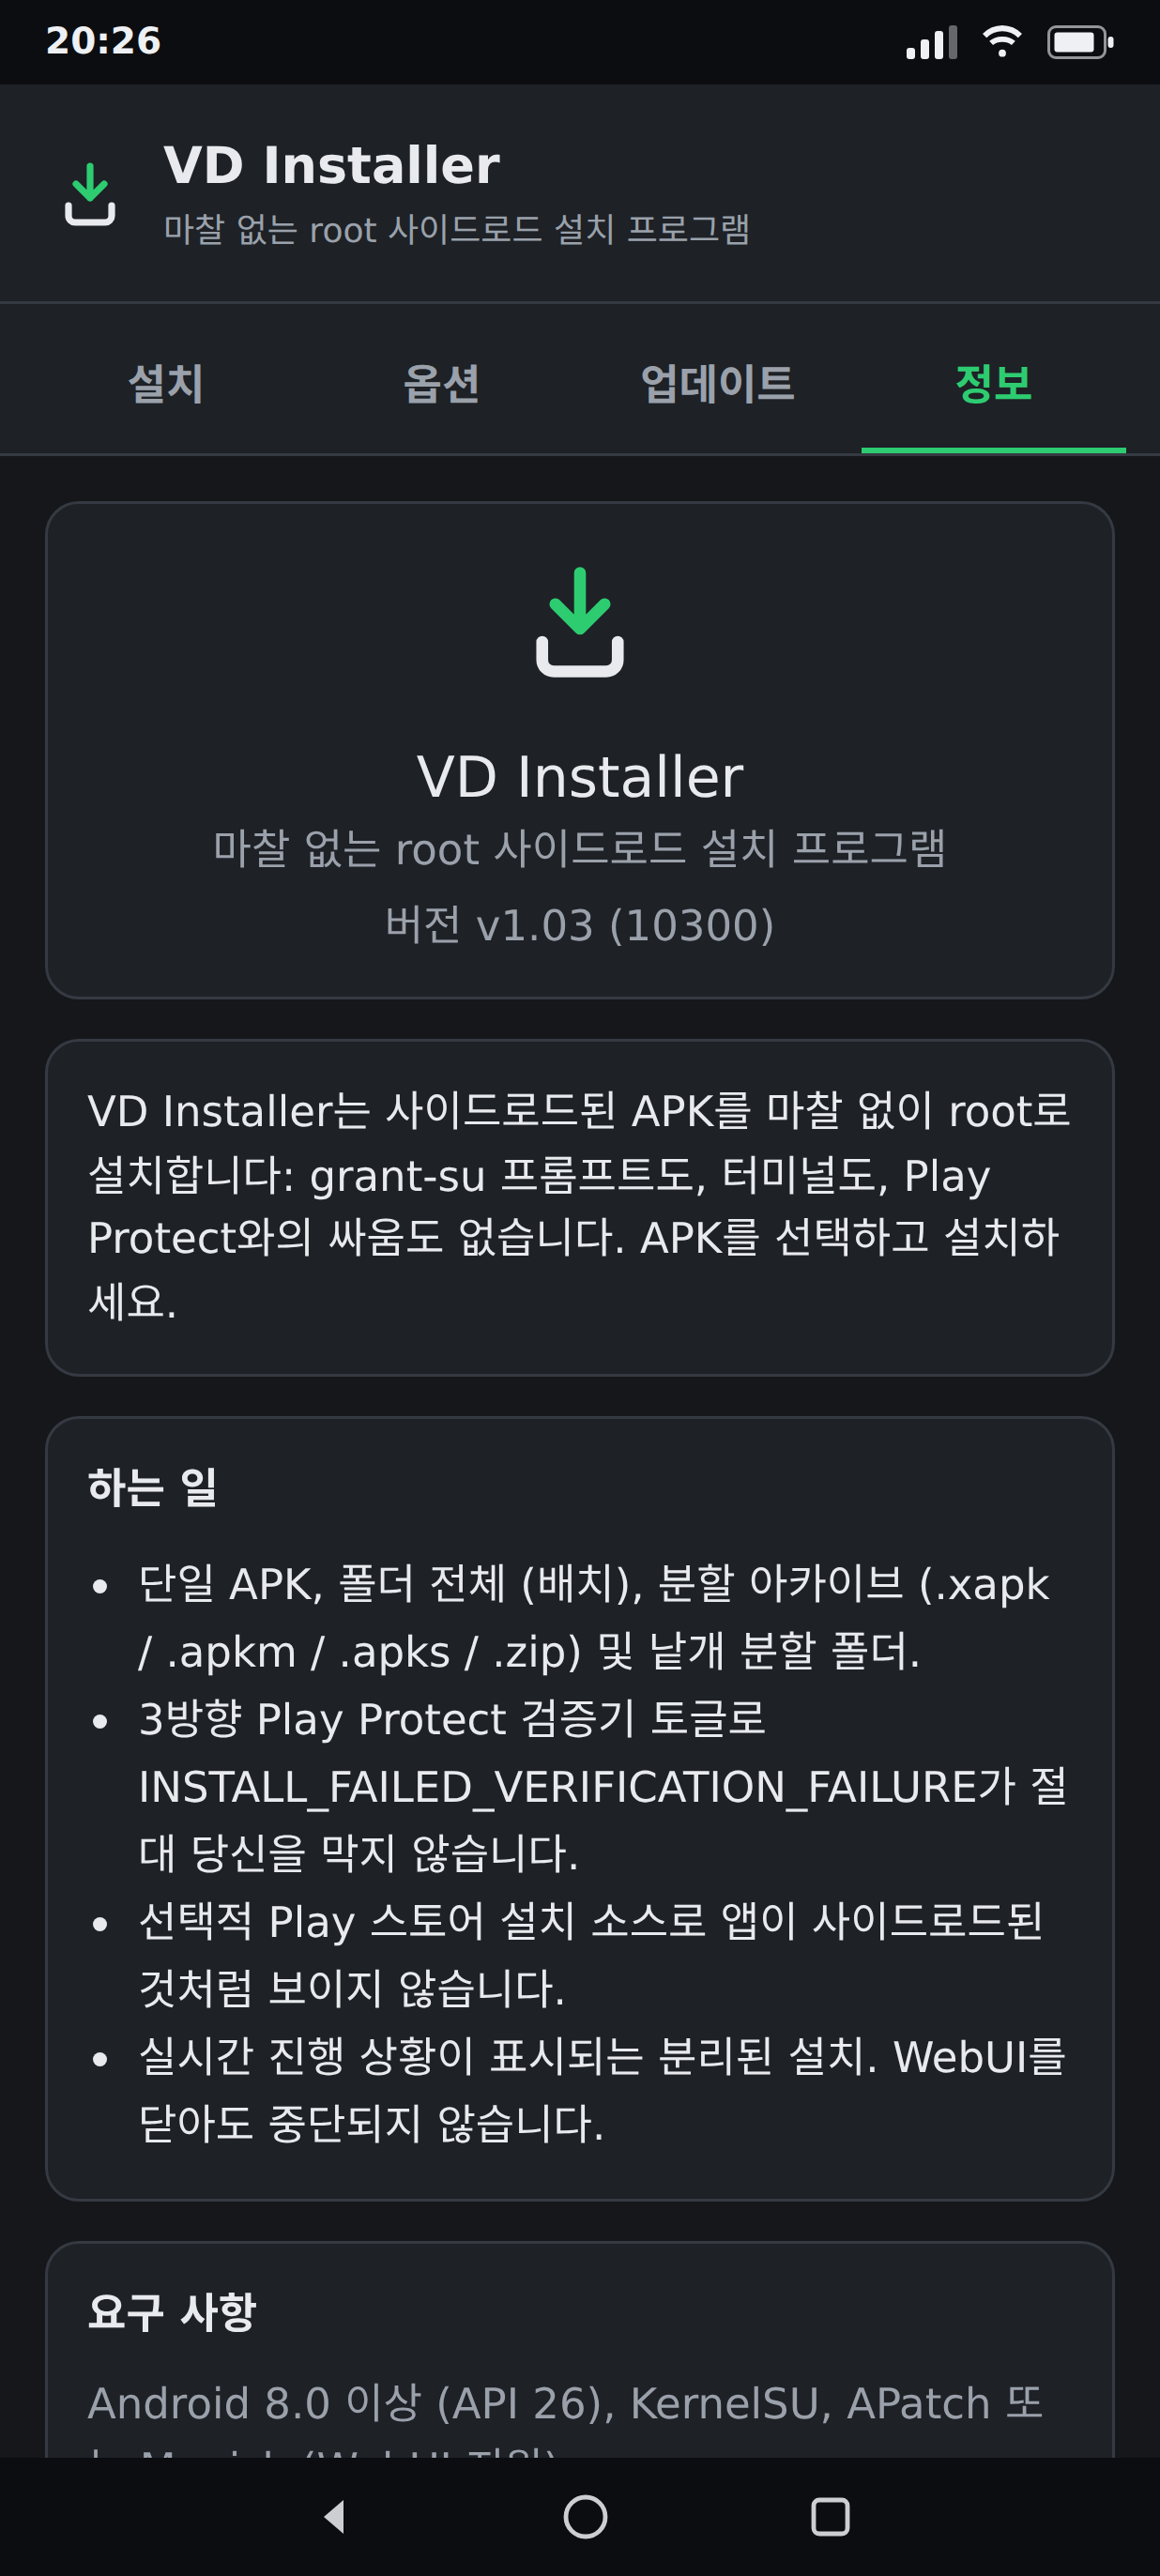 20:26
VD Installer
마찰 없는 root 사이드로드 설치 프로그램
설치 옵션 업데이트 정보
VD Installer
마찰 없는 root 사이드로드 설치 프로그램
버전 v1.03 (10300)
VD Installer는 사이드로드된 APK를 마찰 없이 root로
설치합니다: grant-su 프롬프트도, 터미널도, Play
Protect와의 싸움도 없습니다. APK를 선택하고 설치하
세요.
하는 일
• 단일 APK, 폴더 전체 (배치), 분할 아카이브 (.xapk
/ .apkm / .apks / .zip) 및 낱개 분할 폴더.
• 3방향 Play Protect 검증기 토글로
INSTALL_FAILED_VERIFICATION_FAILURE가 절
대 당신을 막지 않습니다.
• 선택적 Play 스토어 설치 소스로 앱이 사이드로드된
것처럼 보이지 않습니다.
• 실시간 진행 상황이 표시되는 분리된 설치. WebUI를
닫아도 중단되지 않습니다.
요구 사항
Android 8.0 이상 (API 26), KernelSU, APatch 또